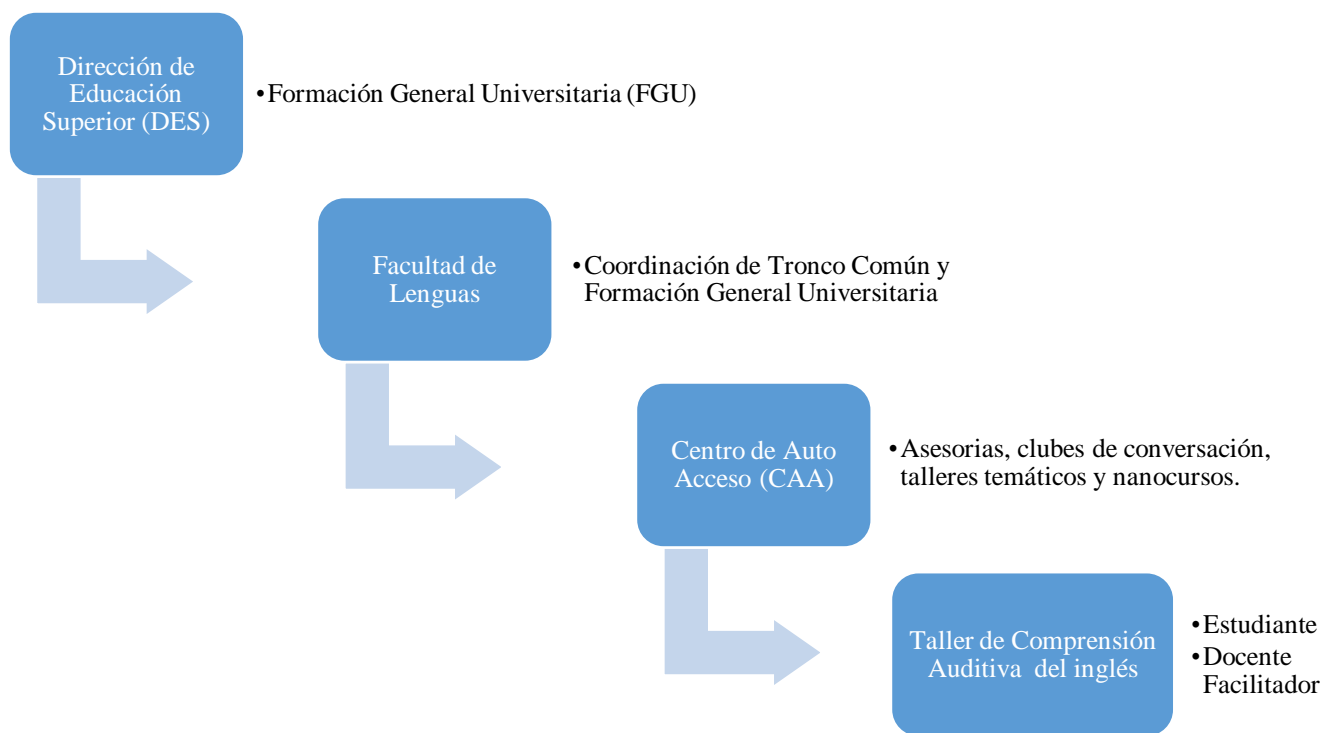 Dirección de
Educación
Superior (DES)
•Formación General Universitaria (FGU)
Facultad de
Lenguas
•Coordinación de Tronco Común y
Formación General Universitaria
Centro de Auto
Acceso (CAA)
•Asesorias, clubes de conversación,
talleres temáticos y nanocursos.
Taller de Comprensión
Auditiva del inglés
•Estudiante
•Docente
Facilitador